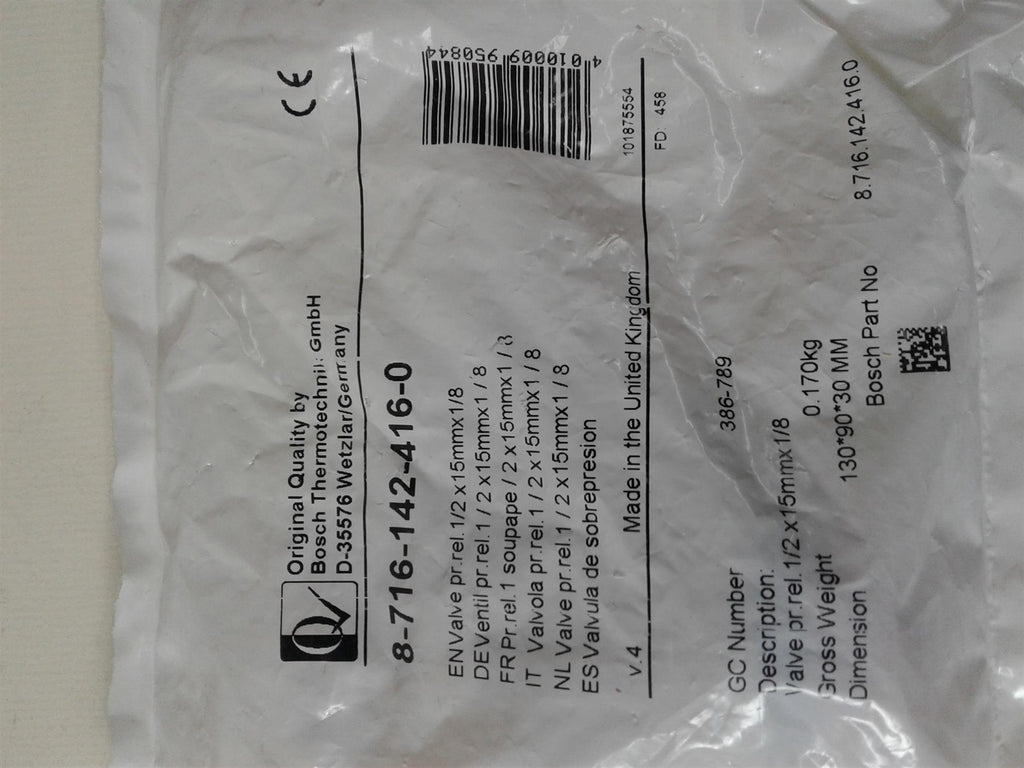 Original Quality by
Bosch Thermotechnik GmbH
D-35576 Wetzlar/Germany
CE
8-716-142-416-0
EN Valve pr.rel. 1/2 x15mmx1/8
DE Ventil pr.rel. 1 / 2 x15mmx1 / 8
FR Pr.rel. 1 soupape / 2 x15mmx1 / 8
IT Valvola pr.rel. 1 / 2 x15mmx1 / 8
NL Valve pr.rel. 1 / 2 x15mmx1 / 8
ES Valvula de sobrepresion
4 010009 950844
101875554
v.4 Made in the United Kingdom
FD 458
GC Number 386-789
Description:
Valve pr.rel. 1/2 x15mmx1/8
Gross Weight 0.170kg
Dimension 130*90*30 MM
Bosch Part No 8.716.142.416.0